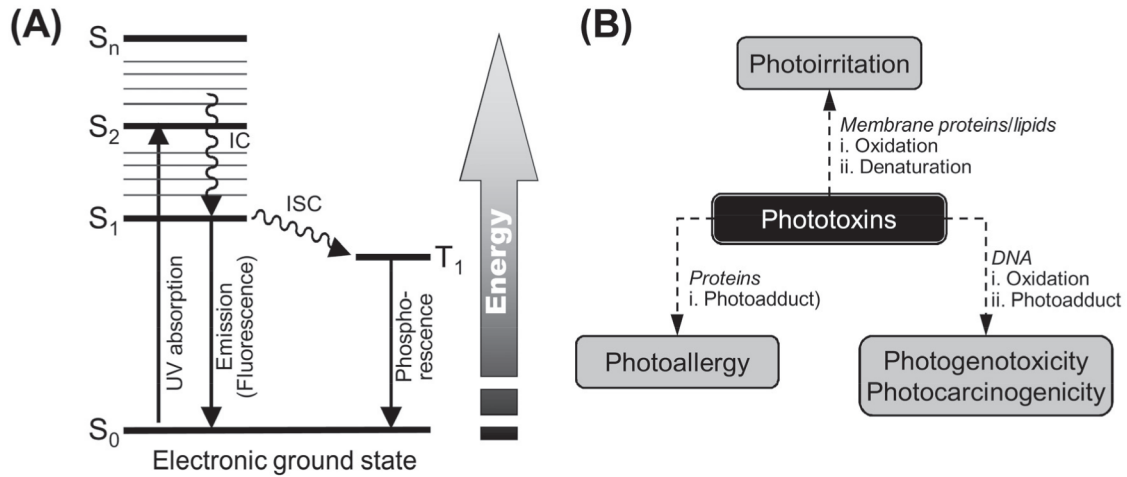 (A)
Sn
S2
IC
S1
ISC
T1
UV absorption
Emission
(Fluorescence)
Phospho-
rescence
Energy
S0
Electronic ground state
(B)
Photoirritation
Membrane proteins/lipids
i. Oxidation
ii. Denaturation
Phototoxins
Proteins
i. Photoadduct)
DNA
i. Oxidation
ii. Photoadduct
Photoallergy
Photogenotoxicity
Photocarcinogenicity